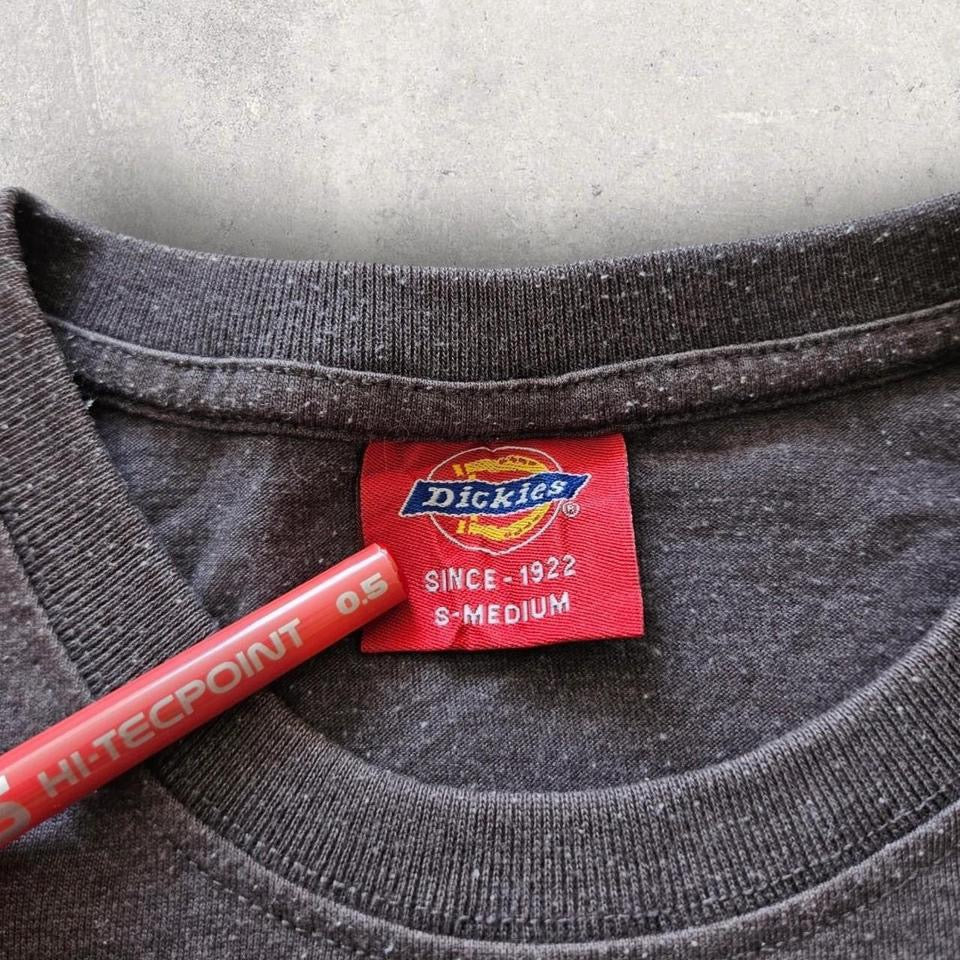 Dickies®
SINCE - 1922
S-MEDIUM
HI-TECPOINT 0.5